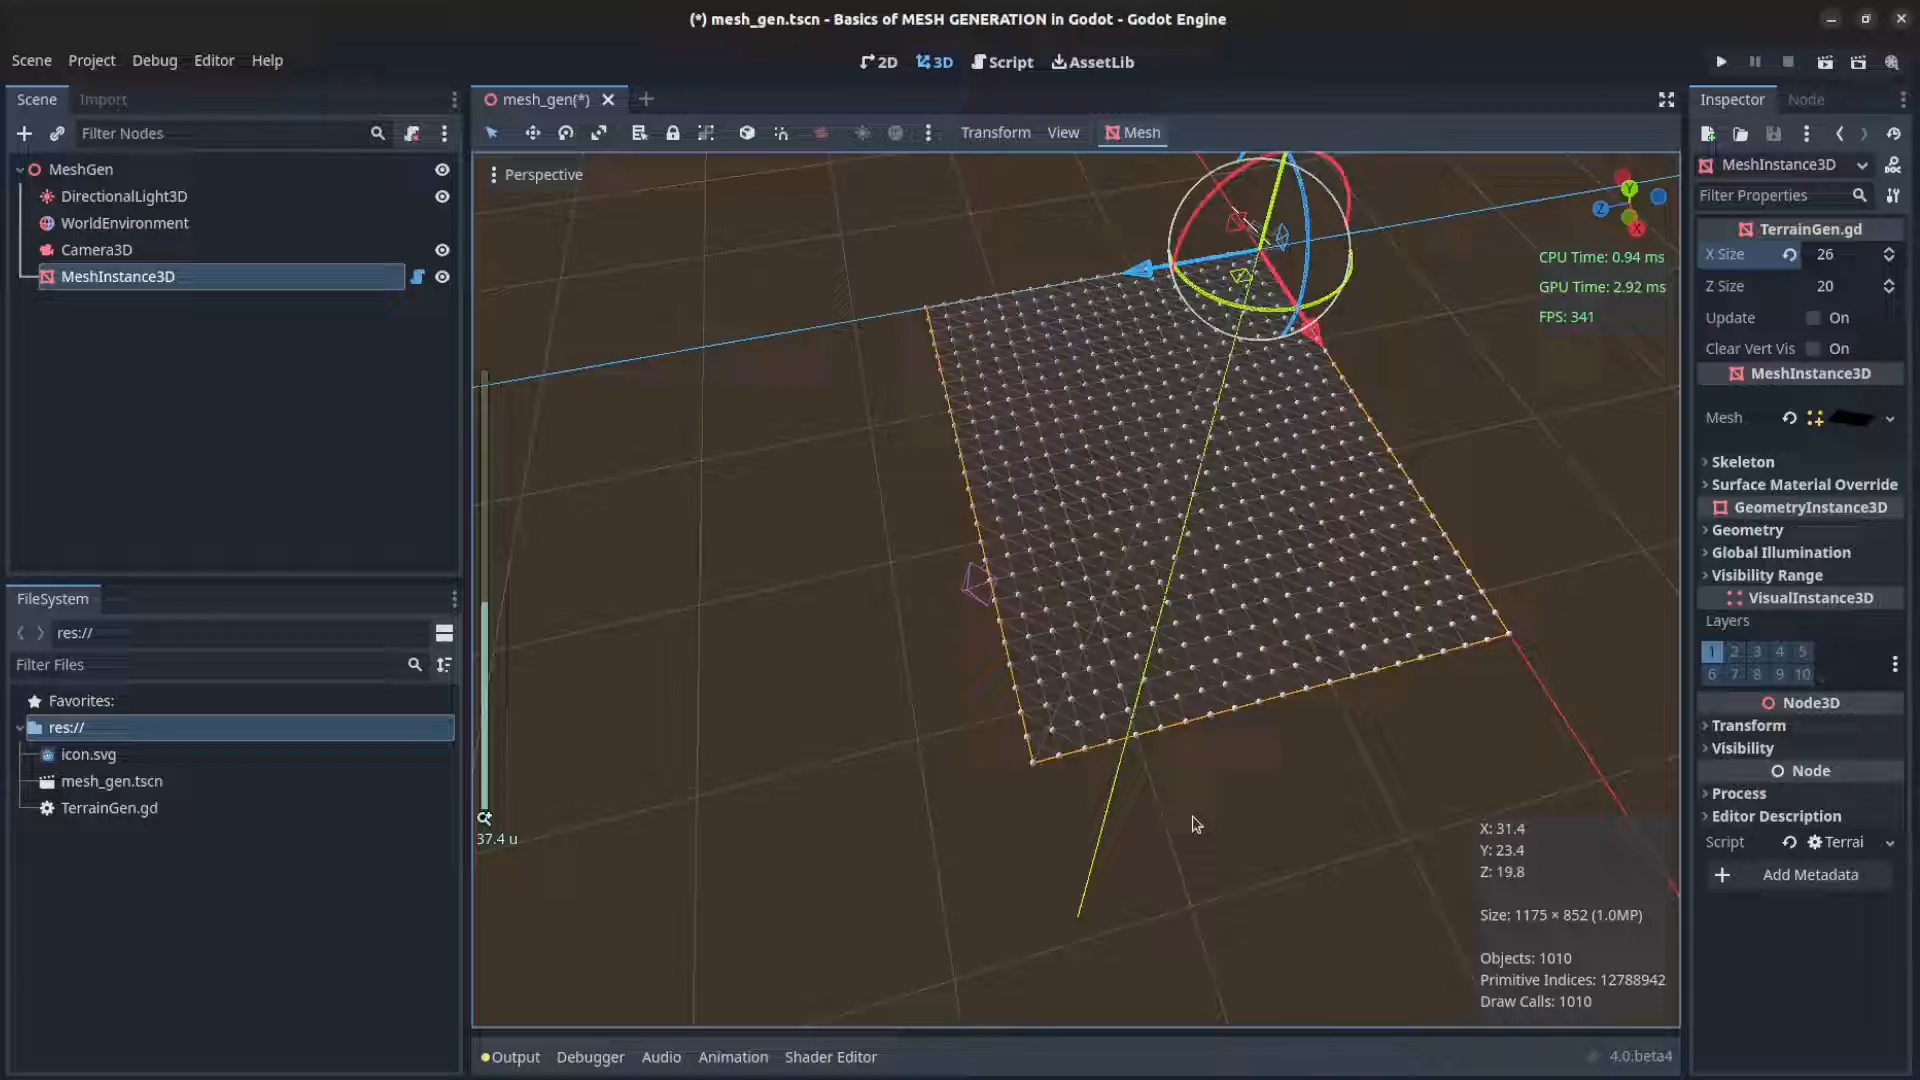 (*) mesh_gen.tscn - Basics of MESH GENERATION in Godot - Godot Engine
Scene Project Debug Editor Help
2D 3D Script AssetLib
Scene Import
Filter Nodes
MeshGen
DirectionalLight3D
WorldEnvironment
Camera3D
MeshInstance3D
FileSystem
res://
Filter Files
Favorites:
res://
icon.svg
mesh_gen.tscn
TerrainGen.gd
mesh_gen(*)
Transform View Mesh
Perspective
CPU Time: 0.94 ms
GPU Time: 2.92 ms
FPS: 341
Y
Z
X
37.4 u
X: 31.4
Y: 23.4
Z: 19.8
Size: 1175 × 852 (1.0MP)
Objects: 1010
Primitive Indices: 12788942
Draw Calls: 1010
Output Debugger Audio Animation Shader Editor
4.0.beta4
Inspector Node
MeshInstance3D
Filter Properties
TerrainGen.gd
X Size 26
Z Size 20
Update On
Clear Vert Vis On
MeshInstance3D
Mesh
Skeleton
Surface Material Override
GeometryInstance3D
Geometry
Global Illumination
Visibility Range
VisualInstance3D
Layers
1 2 3 4 5
6 7 8 9 10
Node3D
Transform
Visibility
Node
Process
Editor Description
Script Terrai
Add Metadata